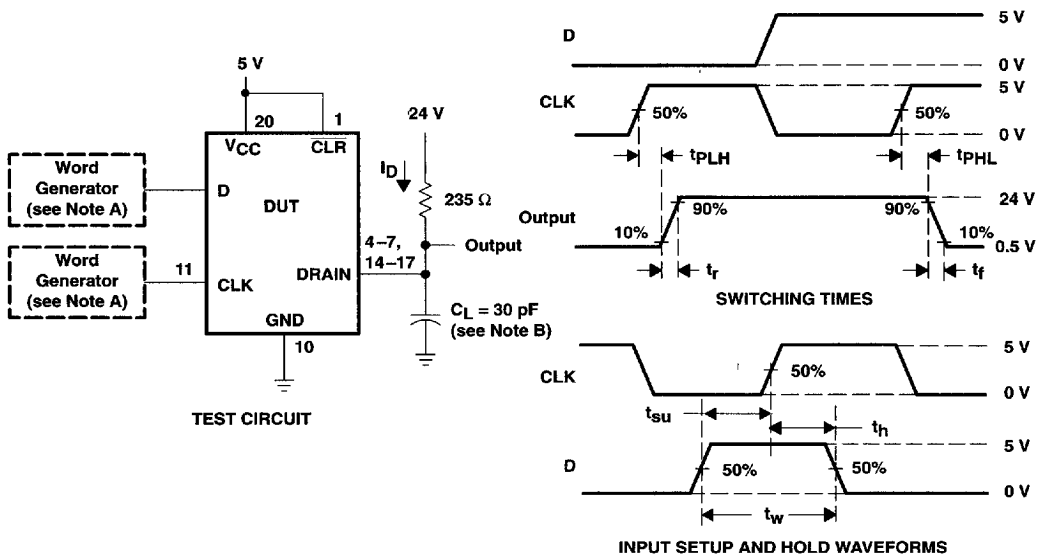 5 V
20
1
VCC
CLR
24 V
Word
Generator
(see Note A)
D
DUT
ID
235 Ω
4–7,
14–17
Output
Word
Generator
(see Note A)
11
CLK
DRAIN
GND
10
CL = 30 pF
(see Note B)
TEST CIRCUIT
D
5 V
0 V
CLK
50%
50%
5 V
0 V
tPLH
tPHL
Output
10%
90%
90%
10%
24 V
0.5 V
tr
tf
SWITCHING TIMES
CLK
50%
5 V
0 V
tsu
th
D
50%
50%
5 V
0 V
tw
INPUT SETUP AND HOLD WAVEFORMS